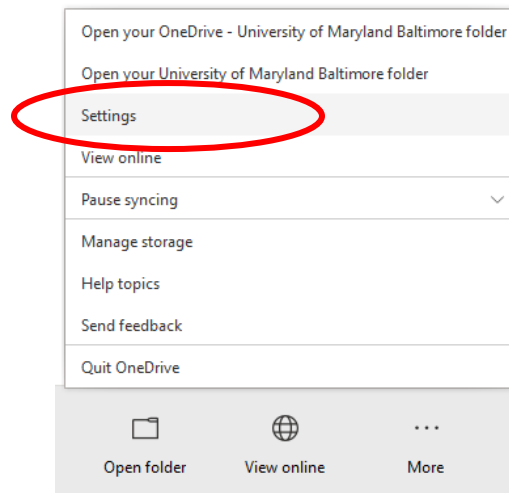 Open your OneDrive - University of Maryland Baltimore folder
Open your University of Maryland Baltimore folder
Settings
View online
Pause syncing
Manage storage
Help topics
Send feedback
Quit OneDrive
Open folder
View online
More